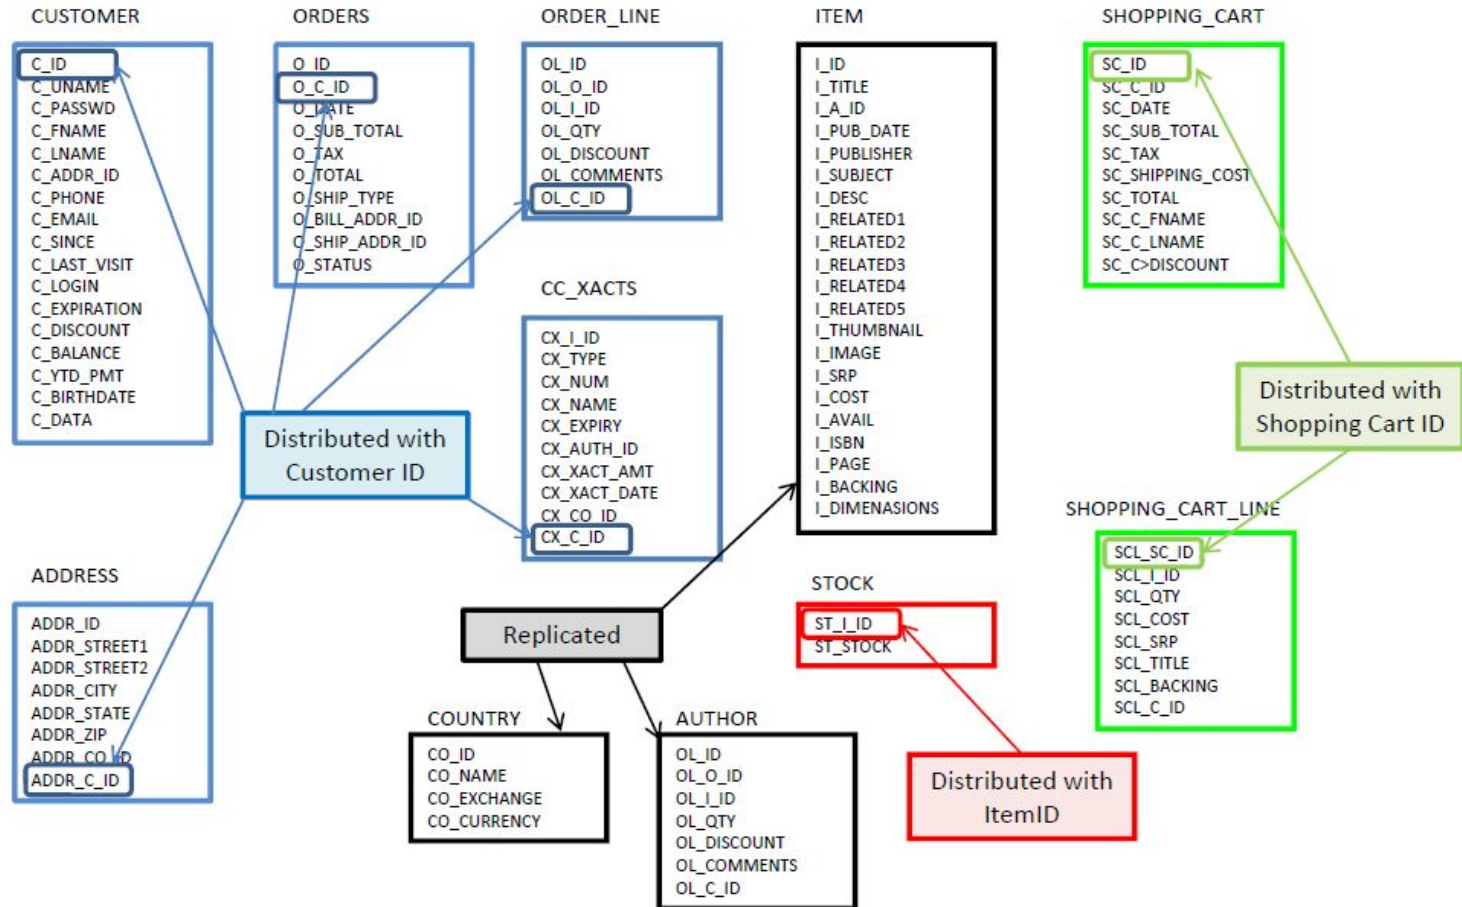 CUSTOMER
C_ID
C_UNAME
C_PASSWD
C_FNAME
C_LNAME
C_ADDR_ID
C_PHONE
C_EMAIL
C_SINCE
C_LAST_VISIT
C_LOGIN
C_EXPIRATION
C_DISCOUNT
C_BALANCE
C_YTD_PMT
C_BIRTHDATE
C_DATA
ORDERS
O_ID
O_C_ID
O_DATE
O_SUB_TOTAL
O_TAX
O_TOTAL
O_SHIP_TYPE
O_BILL_ADDR_ID
O_SHIP_ADDR_ID
O_STATUS
ORDER_LINE
OL_ID
OL_O_ID
OL_I_ID
OL_QTY
OL_DISCOUNT
OL_COMMENTS
OL_C_ID
CC_XACTS
CX_I_ID
CX_TYPE
CX_NUM
CX_NAME
CX_EXPIRY
CX_AUTH_ID
CX_XACT_AMT
CX_XACT_DATE
CX_CO_ID
CX_C_ID
ITEM
I_ID
I_TITLE
I_A_ID
I_PUB_DATE
I_PUBLISHER
I_SUBJECT
I_DESC
I_RELATED1
I_RELATED2
I_RELATED3
I_RELATED4
I_RELATED5
I_THUMBNAIL
I_IMAGE
I_SRP
I_COST
I_AVAIL
I_ISBN
I_PAGE
I_BACKING
I_DIMENASIONS
SHOPPING_CART
SC_ID
SC_C_ID
SC_DATE
SC_SUB_TOTAL
SC_TAX
SC_SHIPPING_COST
SC_TOTAL
SC_C_FNAME
SC_C_LNAME
SC_C>DISCOUNT
Distributed with
Customer ID
Distributed with
Shopping Cart ID
SHOPPING_CART_LINE
SCL_SC_ID
SCL_I_ID
SCL_QTY
SCL_COST
SCL_SRP
SCL_TITLE
SCL_BACKING
SCL_C_ID
ADDRESS
ADDR_ID
ADDR_STREET1
ADDR_STREET2
ADDR_CITY
ADDR_STATE
ADDR_ZIP
ADDR_CO_ID
ADDR_C_ID
Replicated
STOCK
ST_I_ID
ST_STOCK
COUNTRY
CO_ID
CO_NAME
CO_EXCHANGE
CO_CURRENCY
AUTHOR
OL_ID
OL_O_ID
OL_I_ID
OL_QTY
OL_DISCOUNT
OL_COMMENTS
OL_C_ID
Distributed with
ItemID